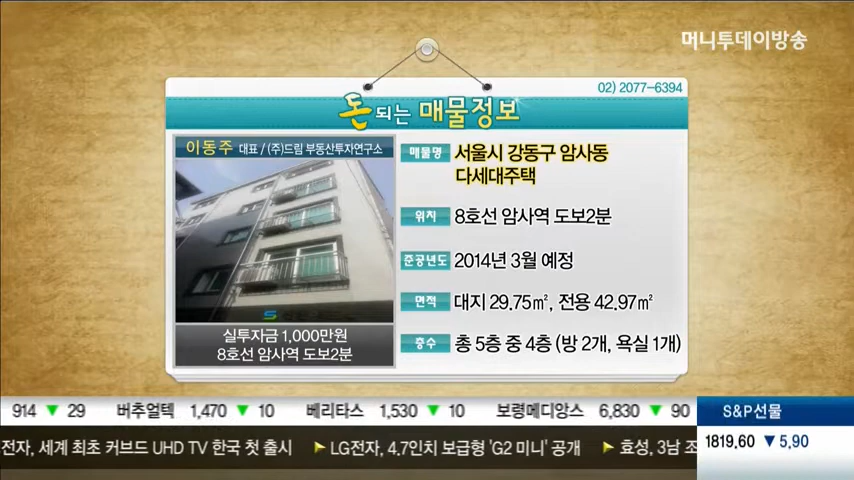 머니투데이방송
02) 2077-6394
돈 되는 매물정보
이동주 대표 / (주)드림 부동산투자연구소
실투자금 1,000만원
8호선 암사역 도보2분
매물명 서울시 강동구 암사동
다세대주택
위치 8호선 암사역 도보2분
준공년도 2014년 3월 예정
면적 대지 29.75㎡, 전용 42.97㎡
층수 총 5층 중 4층 (방 2개, 욕실 1개)
914 ▼ 29 버추얼텍 1,470 ▼ 10 베리타스 1,530 ▼ 10 보령메디앙스 6,830 ▼ 90
S&P선물
1819.60 ▼5.90
전자, 세계 최초 커브드 UHD TV 한국 첫 출시 ▶ LG전자, 4.7인치 보급형 'G2 미니' 공개 ▶ 효성, 3남 조